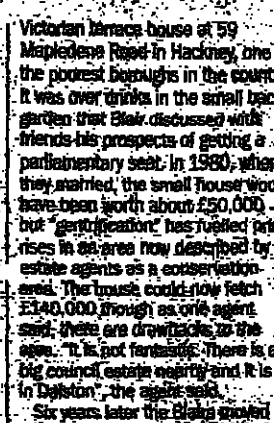 Victorian terrace house at 59
Mapledene Road in Hackney, one
the poorest boroughs in the count
It was over drinks in the small bac
garden that Blair discussed with
friends his prospects of getting a
parliamentary seat. In 1980, when
they married, the small house wou
have been worth about £50,000
but "gentrification" has fuelled pri
rises in an area now described by
estate agents as a conservation
area. The house could now fetch
£140,000 though as one agent
said, there are drawbacks to the
area. "It is not fantastic. There is a
big council estate nearby and it is
in Dalston", the agent said.
Six years later the Blairs moved